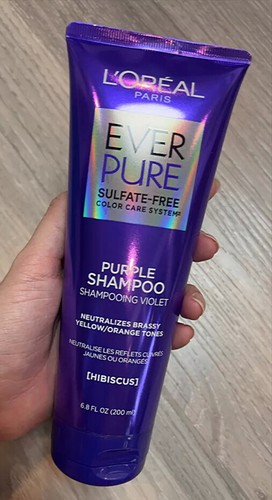 L'ORÉAL
PARIS
EVER
PURE
SULFATE-FREE
COLOR CARE SYSTEM
PURPLE
SHAMPOO
SHAMPOOING VIOLET
NEUTRALIZES BRASSY
YELLOW/ORANGE TONES
NEUTRALISE LES REFLETS CUIVRÉS
JAUNES OU ORANGÉS
[HIBISCUS]
6.8 FL OZ (200 ml)